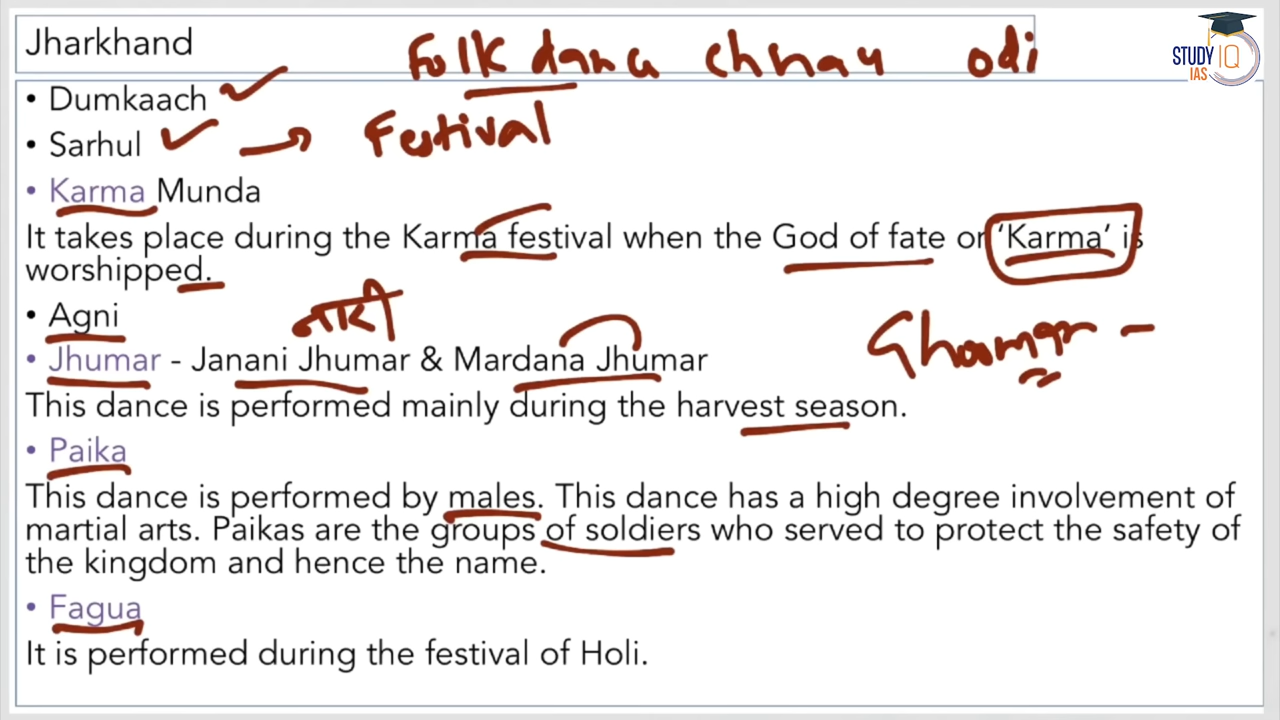 Jharkhand
Folk dance chhau odi
STUDY IQ
IAS
• Dumkaach
• Sarhul → Festival
• Karma Munda
It takes place during the Karma festival when the God of fate or ‘Karma’ is
worshipped.
• Agni
नारी
• Jhumar - Janani Jhumar & Mardana Jhumar
Ghoomar -
This dance is performed mainly during the harvest season.
• Paika
This dance is performed by males. This dance has a high degree involvement of
martial arts. Paikas are the groups of soldiers who served to protect the safety of
the kingdom and hence the name.
• Fagua
It is performed during the festival of Holi.